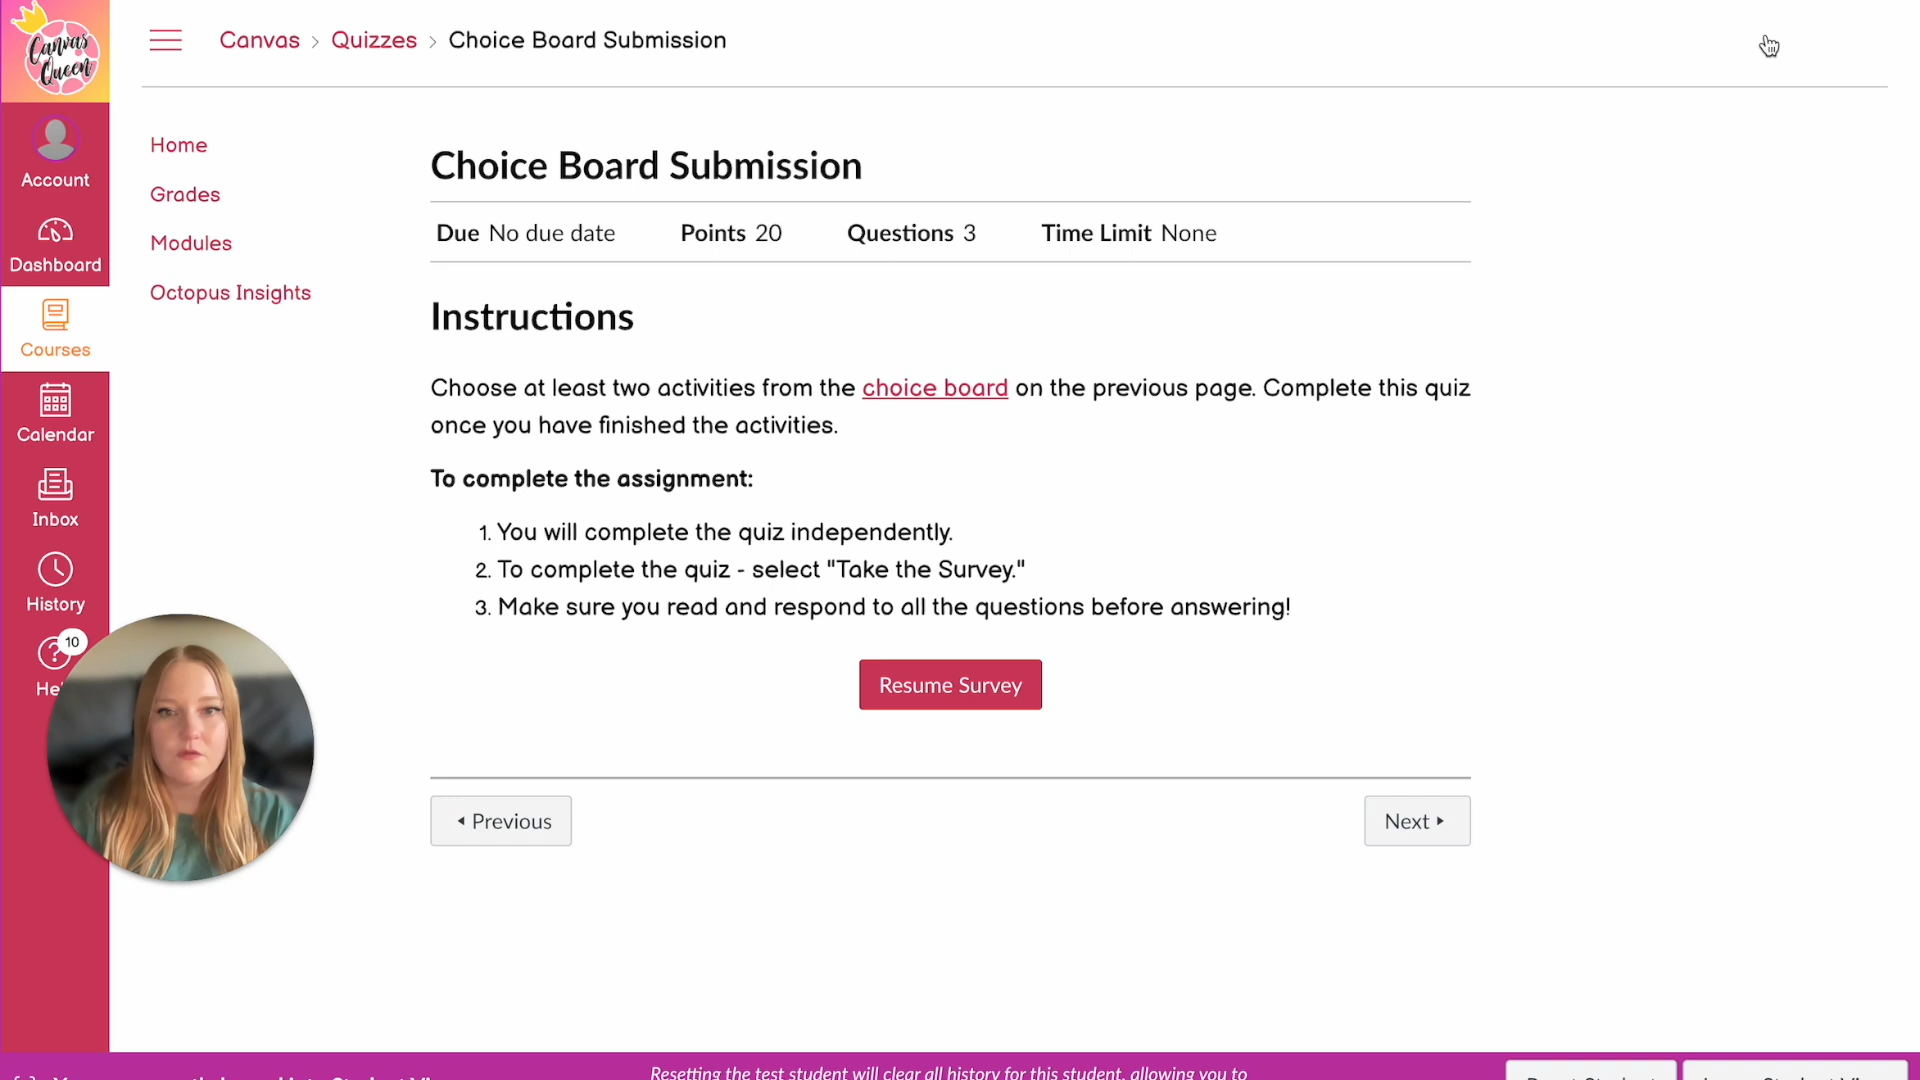 Canvas Queen
Canvas > Quizzes > Choice Board Submission
Account
Dashboard
Courses
Calendar
Inbox
History
10
Home
Grades
Modules
Octopus Insights
Choice Board Submission
Due No due date Points 20 Questions 3 Time Limit None
Instructions
Choose at least two activities from the choice board on the previous page. Complete this quiz
once you have finished the activities.
To complete the assignment:
1. You will complete the quiz independently.
2. To complete the quiz - select "Take the Survey."
3. Make sure you read and respond to all the questions before answering!
Resume Survey
Previous
Next
Resetting the test student will clear all history for this student, allowing you to